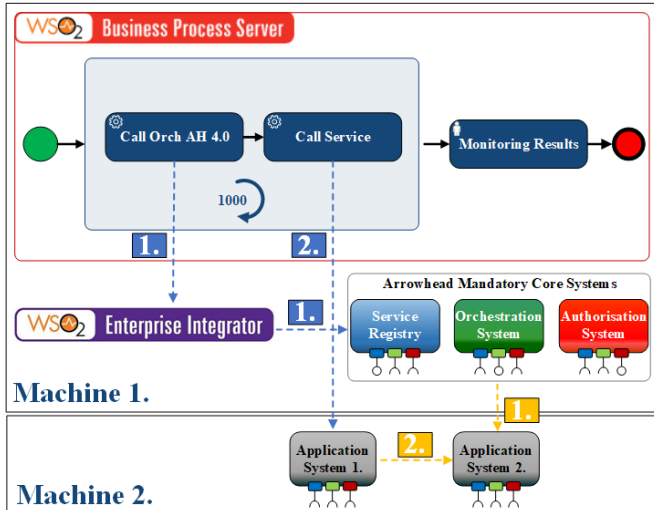 WSO2 Business Process Server
Call Orch AH 4.0
Call Service
Monitoring Results
1000
1.
2.
Arrowhead Mandatory Core Systems
WSO2 Enterprise Integrator
1.
Service
Registry
Orchestration
System
Authorisation
System
Machine 1.
1.
Application
System 1.
2.
Application
System 2.
Machine 2.